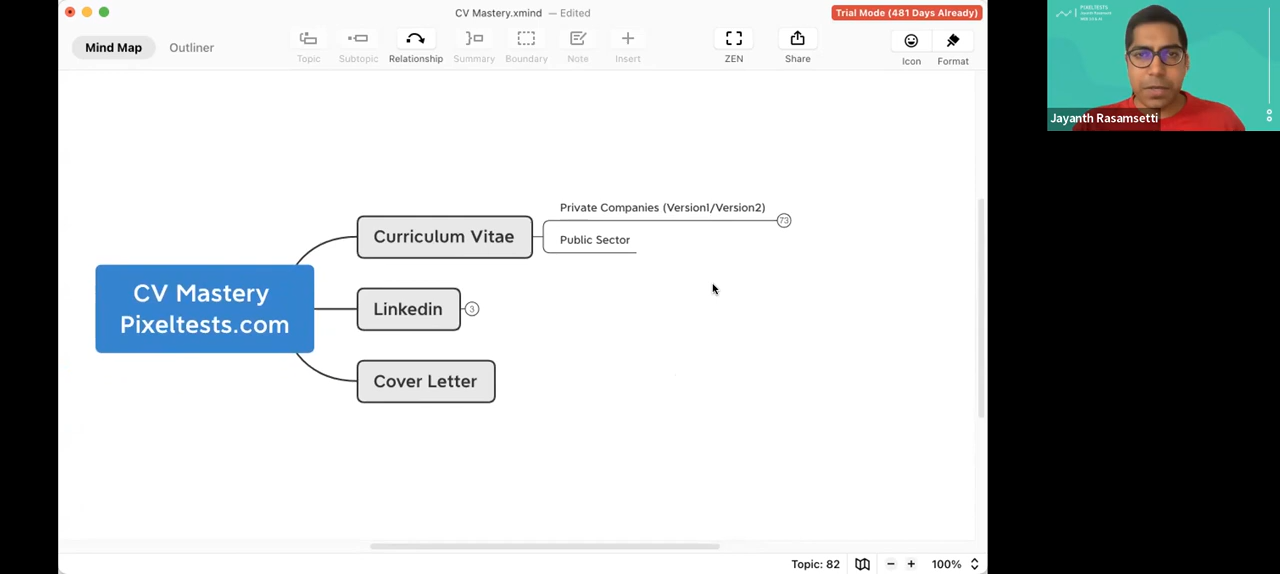 CV Mastery.xmind — Edited
Trial Mode (481 Days Already)
Mind Map
Outliner
Topic
Subtopic
Relationship
Summary
Boundary
Note
Insert
ZEN
Share
Icon
Format
PIXELTESTS
Jayanth Rasamsetti
Private Companies (Version1/Version2)
73
Curriculum Vitae
Public Sector
CV Mastery
Pixeltests.com
Linkedin
3
Cover Letter
Topic: 82
100%